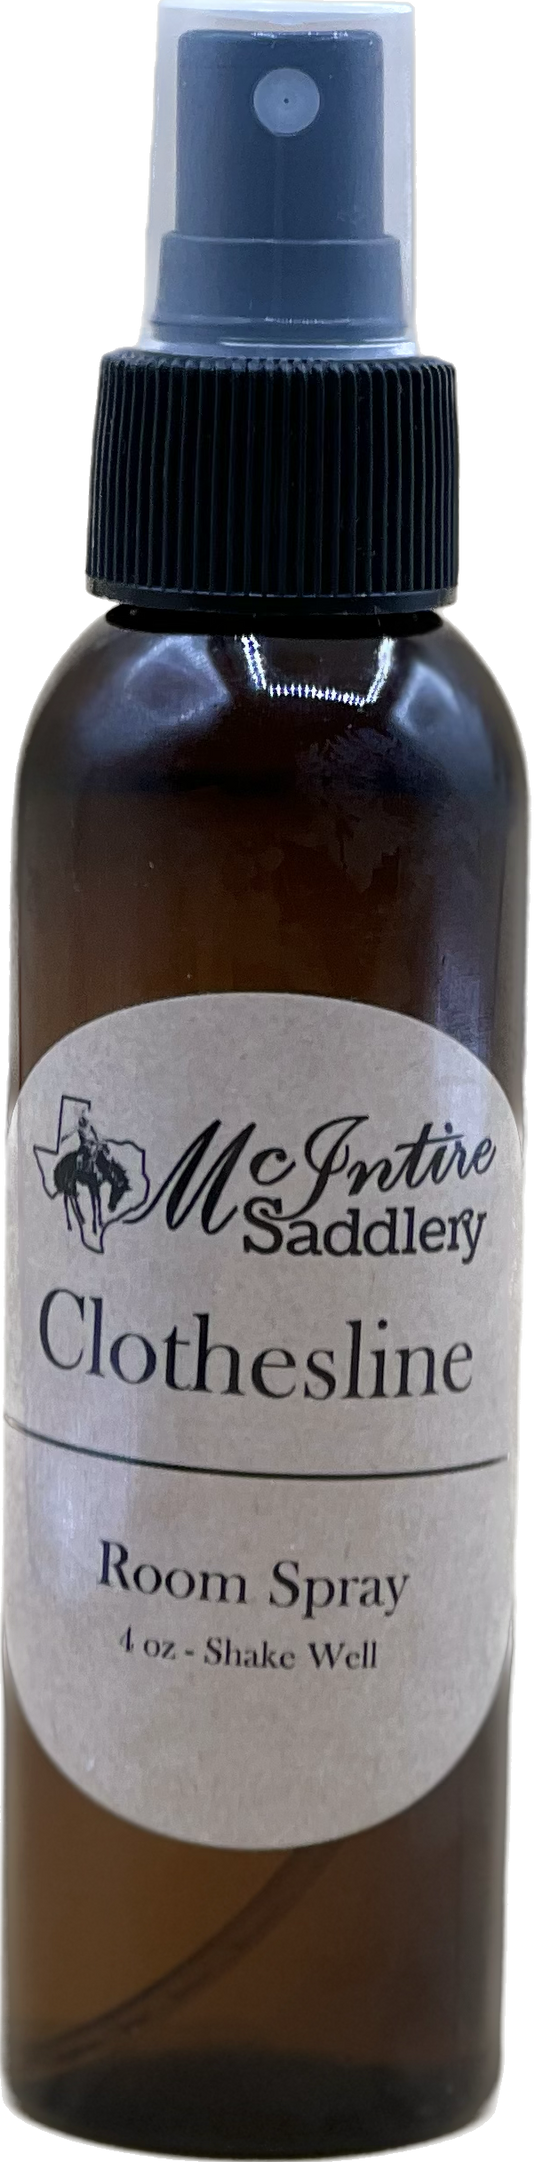 McIntire
Saddlery
Clothesline
Room Spray
4 oz - Shake Well